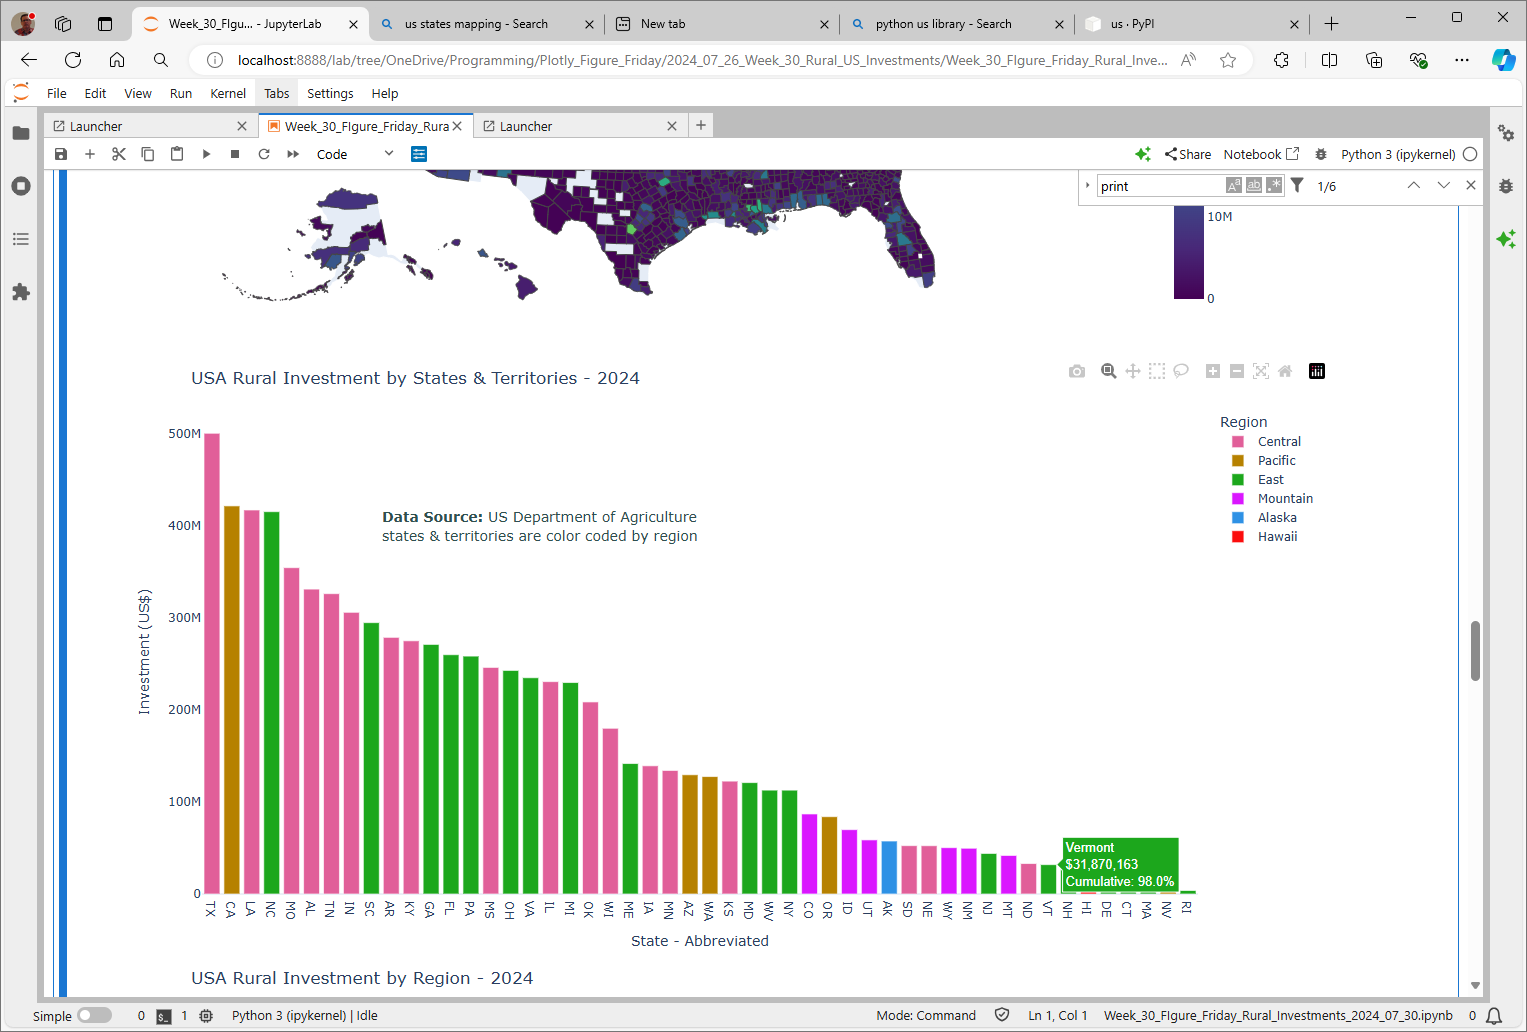 Week_30_FIgu... - JupyterLab
us states mapping - Search
New tab
python us library - Search
us · PyPI
localhost:8888/lab/tree/OneDrive/Programming/Plotly_Figure_Friday/2024_07_26_Week_30_Rural_US_Investments/Week_30_FIgure_Friday_Rural_Inve...
File Edit View Run Kernel Tabs Settings Help
Launcher
Week_30_FIgure_Friday_Rura
Launcher
Code
Share
Notebook
Python 3 (ipykernel)
print
1/6
10M
0
USA Rural Investment by States & Territories - 2024
Region
Central
Pacific
East
Mountain
Alaska
Hawaii
500M
400M
300M
200M
100M
0
Investment (US$)
Data Source: US Department of Agriculture
states & territories are color coded by region
Vermont
$31,870,163
Cumulative: 98.0%
TX CA LA NC MO AL TN IN SC AR KY GA FL PA MS OH VA IL MI OK WI ME IA MN AZ WA KS MD WV NY CO OR ID UT AK SD NE WY NM NJ MT ND VT NH HI DE CT MA NV RI
State - Abbreviated
USA Rural Investment by Region - 2024
Simple
0
1
Python 3 (ipykernel) | Idle
Mode: Command
Ln 1, Col 1
Week_30_FIgure_Friday_Rural_Investments_2024_07_30.ipynb
0